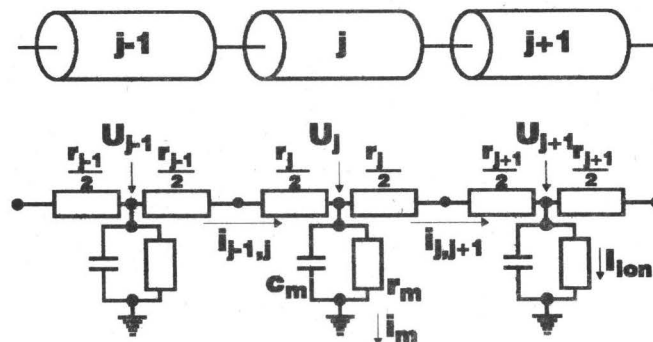 j-1 j j+1
U_{j-1} U_j U_{j+1}
r_{j-1}/2 r_{j-1}/2 r_j/2 r_j/2 r_{j+1}/2 r_{j+1}/2
i_{j-1,j} i_{j,j+1}
c_m r_m I_{ion}
i_m